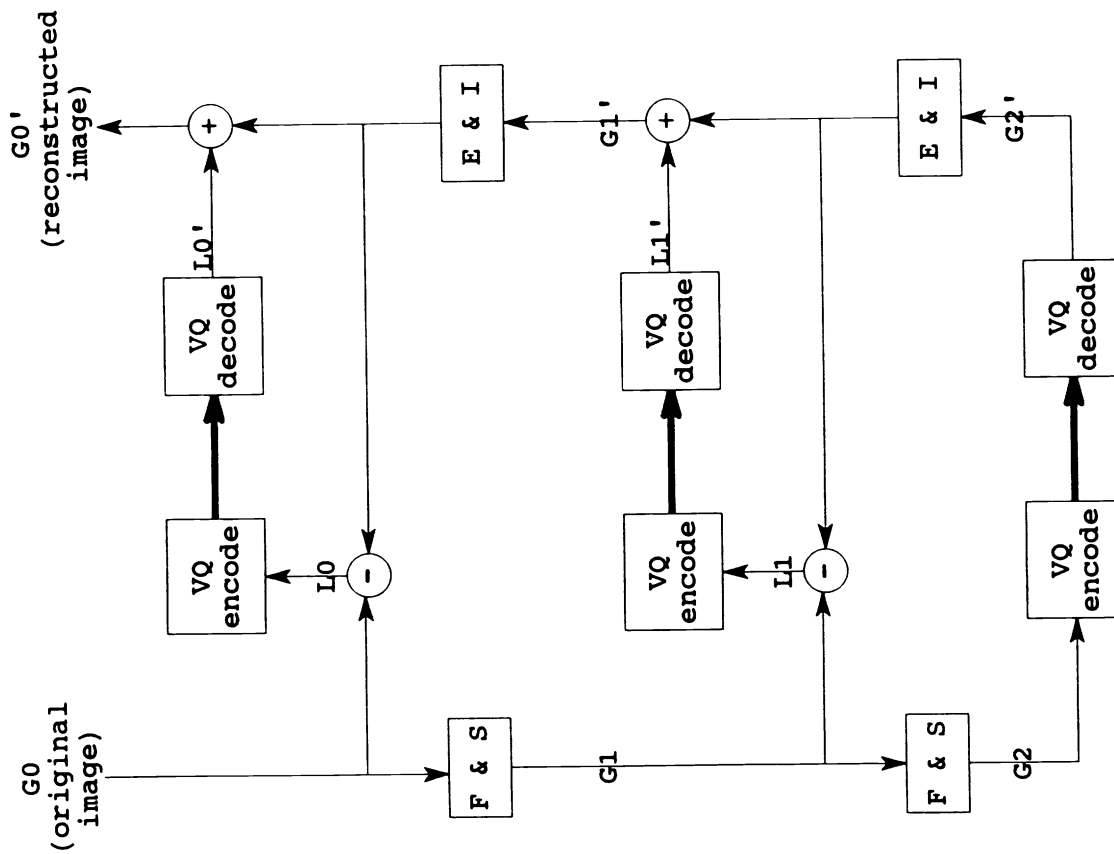 G0
(original
image)
G0'
(reconstructed
image)
VQ
encode
VQ
decode
L0'
L0
F & S
E & I
G1
G1'
VQ
encode
VQ
decode
L1'
L1
F & S
E & I
G2
G2'
VQ
encode
VQ
decode